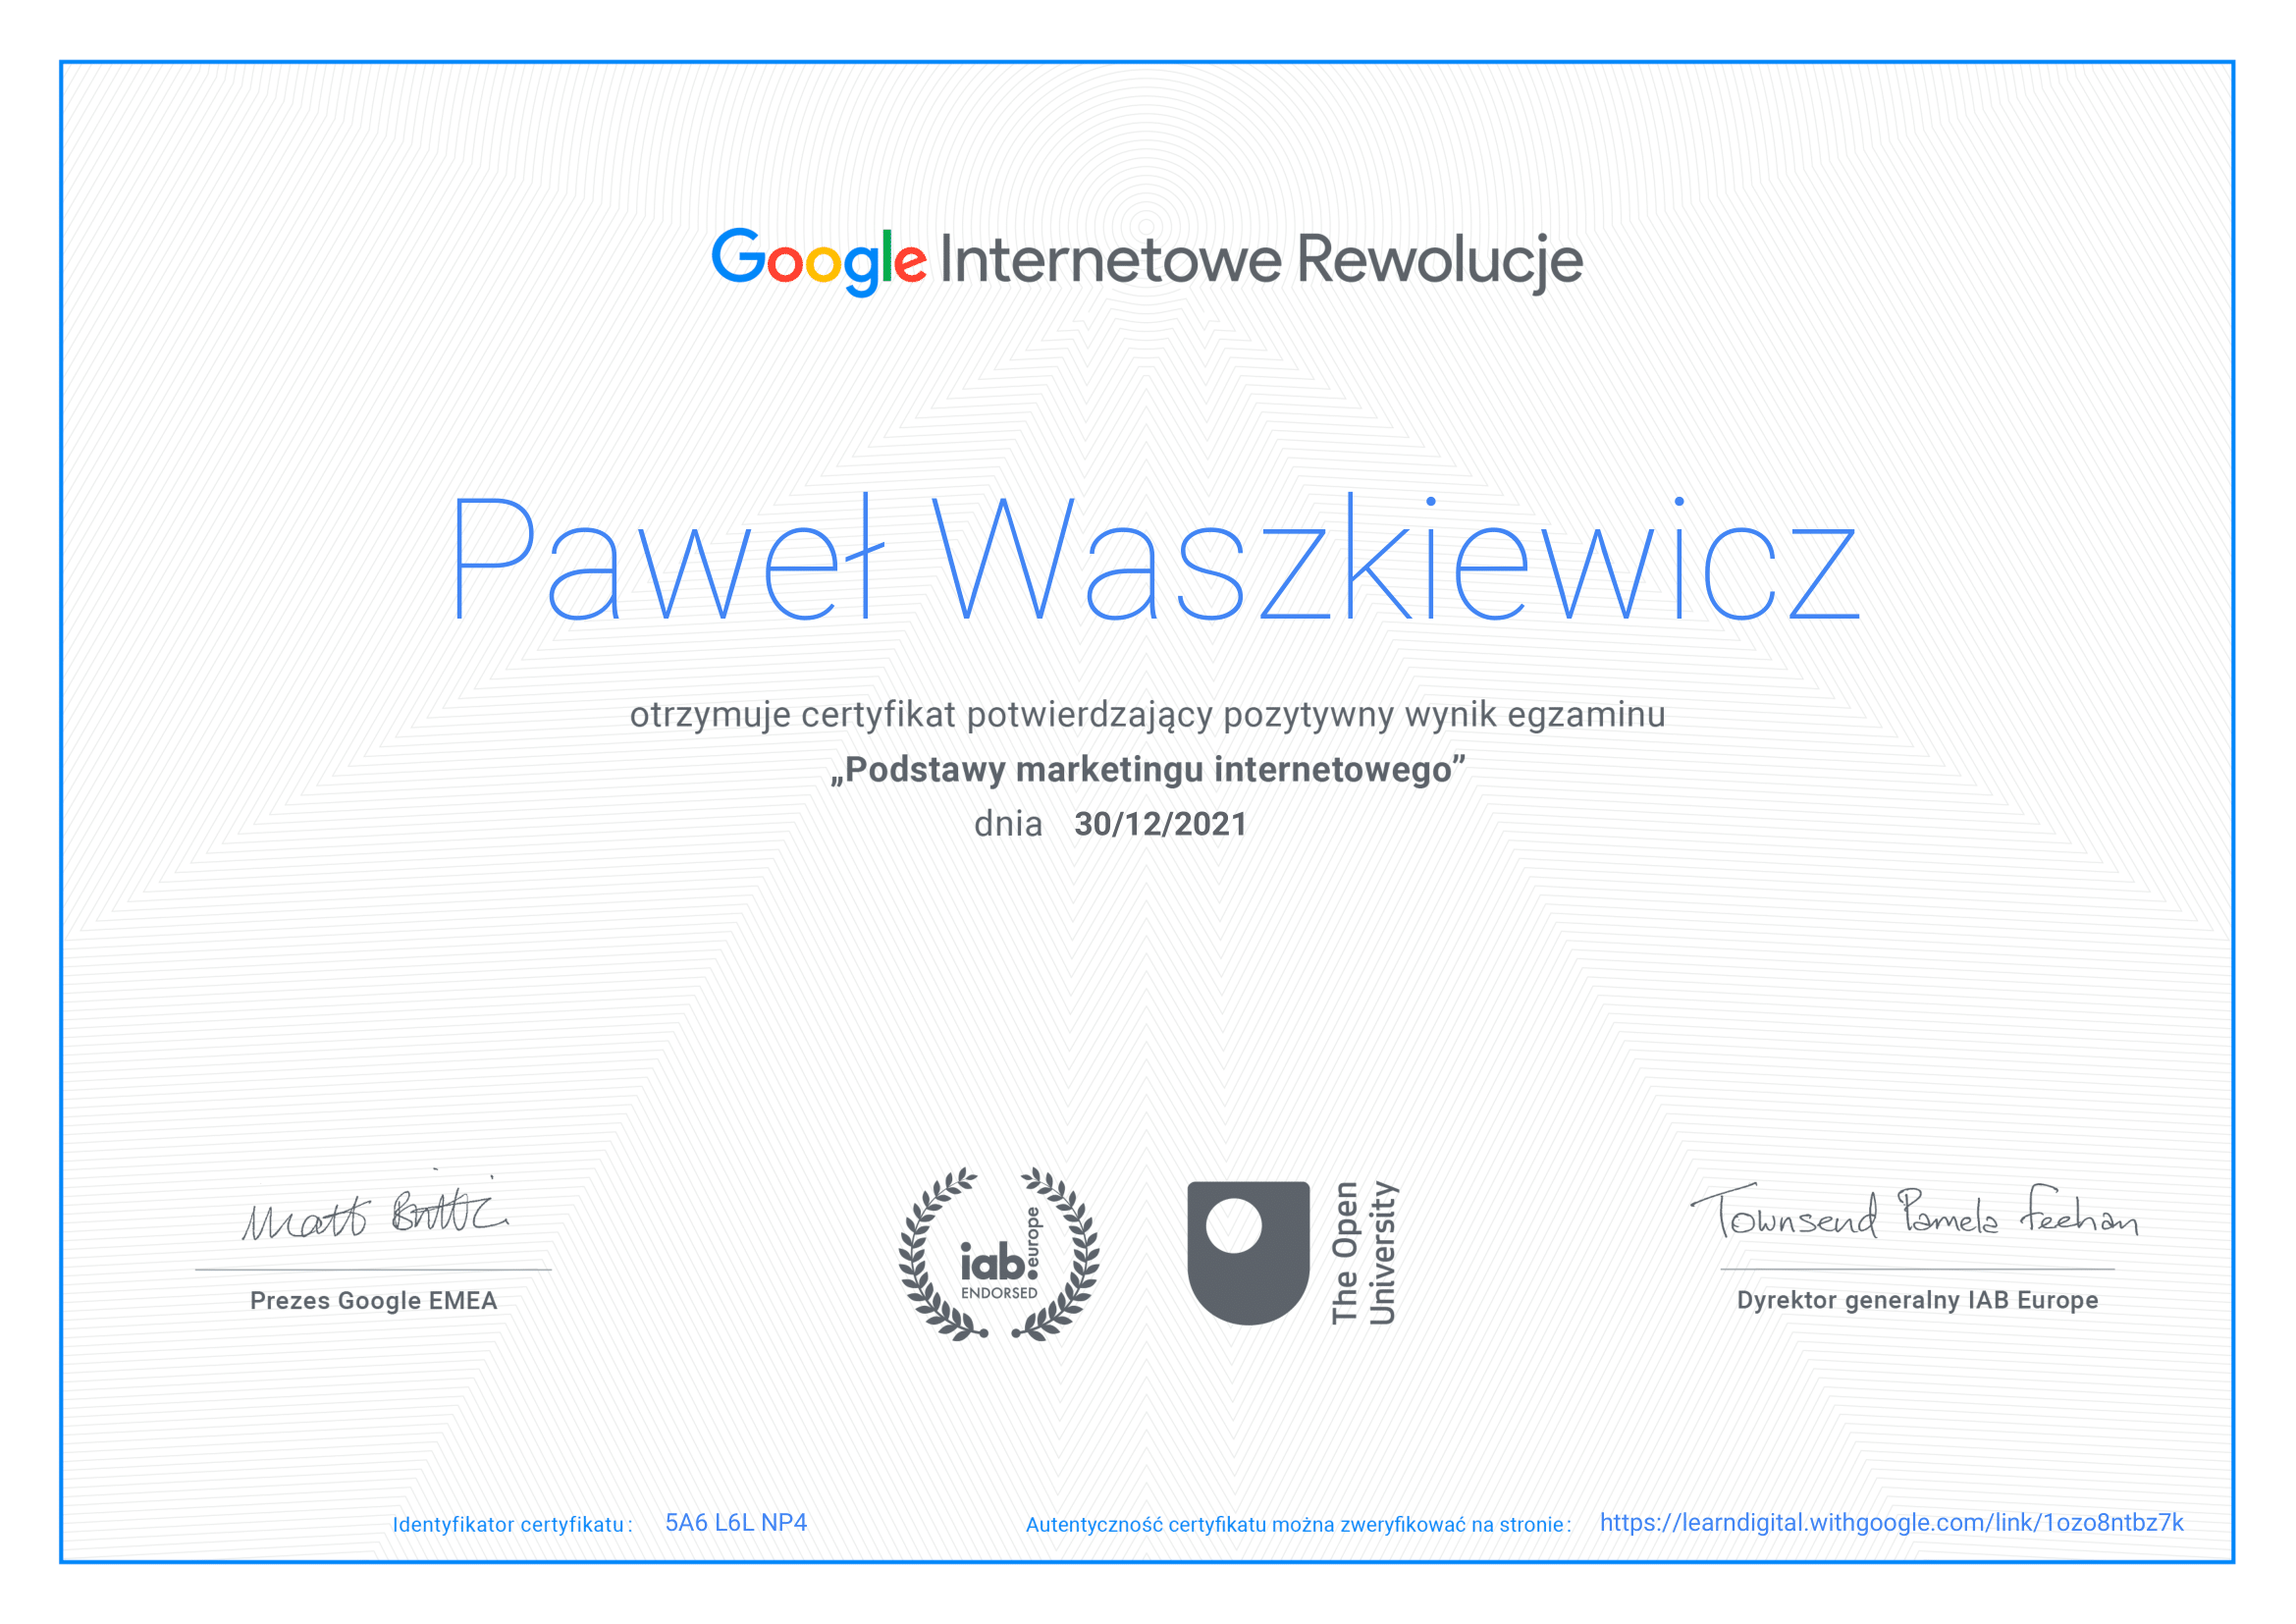 Google Internetowe Rewolucje
Paweł Waszkiewicz
otrzymuje certyfikat potwierdzający pozytywny wynik egzaminu
„Podstawy marketingu internetowego”
dnia 30/12/2021
Matt Brittin
Prezes Google EMEA
iab.europe
ENDORSED
The Open
University
Townsend Pamela Feehan
Dyrektor generalny IAB Europe
Identyfikator certyfikatu: 5A6 L6L NP4
Autentyczność certyfikatu można zweryfikować na stronie: https://learndigital.withgoogle.com/link/1ozo8ntbz7k